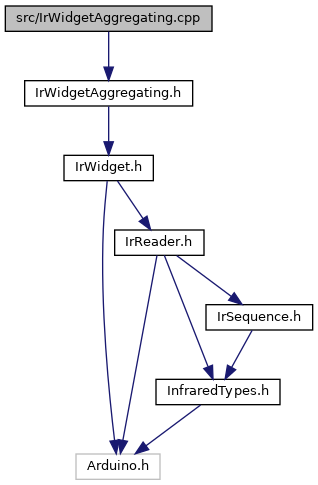 src/IrWidgetAggregating.cpp
IrWidgetAggregating.h
IrWidget.h
IrReader.h
IrSequence.h
InfraredTypes.h
Arduino.h